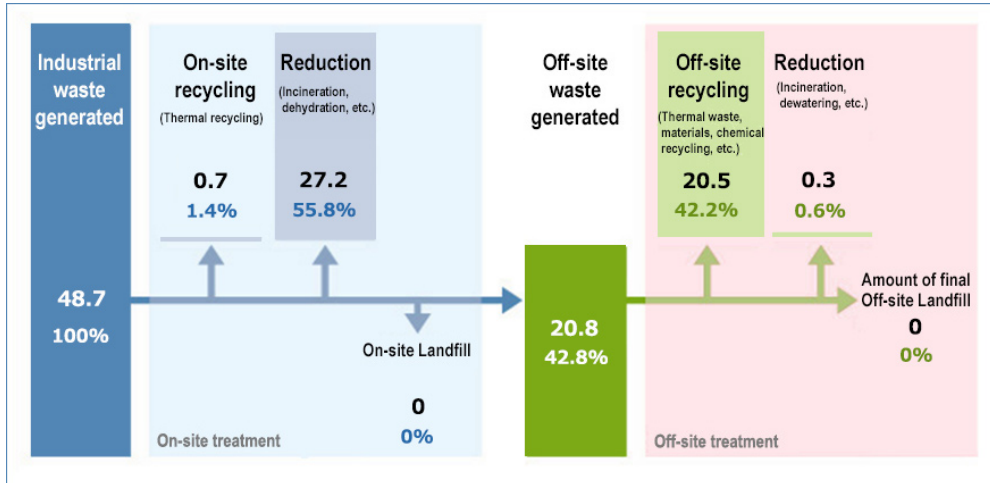 Industrial
waste
generated
48.7
100%
On-site
recycling
(Thermal recycling)
0.7
1.4%
Reduction
(Incineration,
dehydration, etc.)
27.2
55.8%
On-site Landfill
0
0%
On-site treatment
Off-site
waste
generated
20.8
42.8%
Off-site
recycling
(Thermal waste,
materials, chemical
recycling, etc.)
20.5
42.2%
Reduction
(Incineration,
dewatering, etc.)
0.3
0.6%
Amount of final
Off-site Landfill
0
0%
Off-site treatment